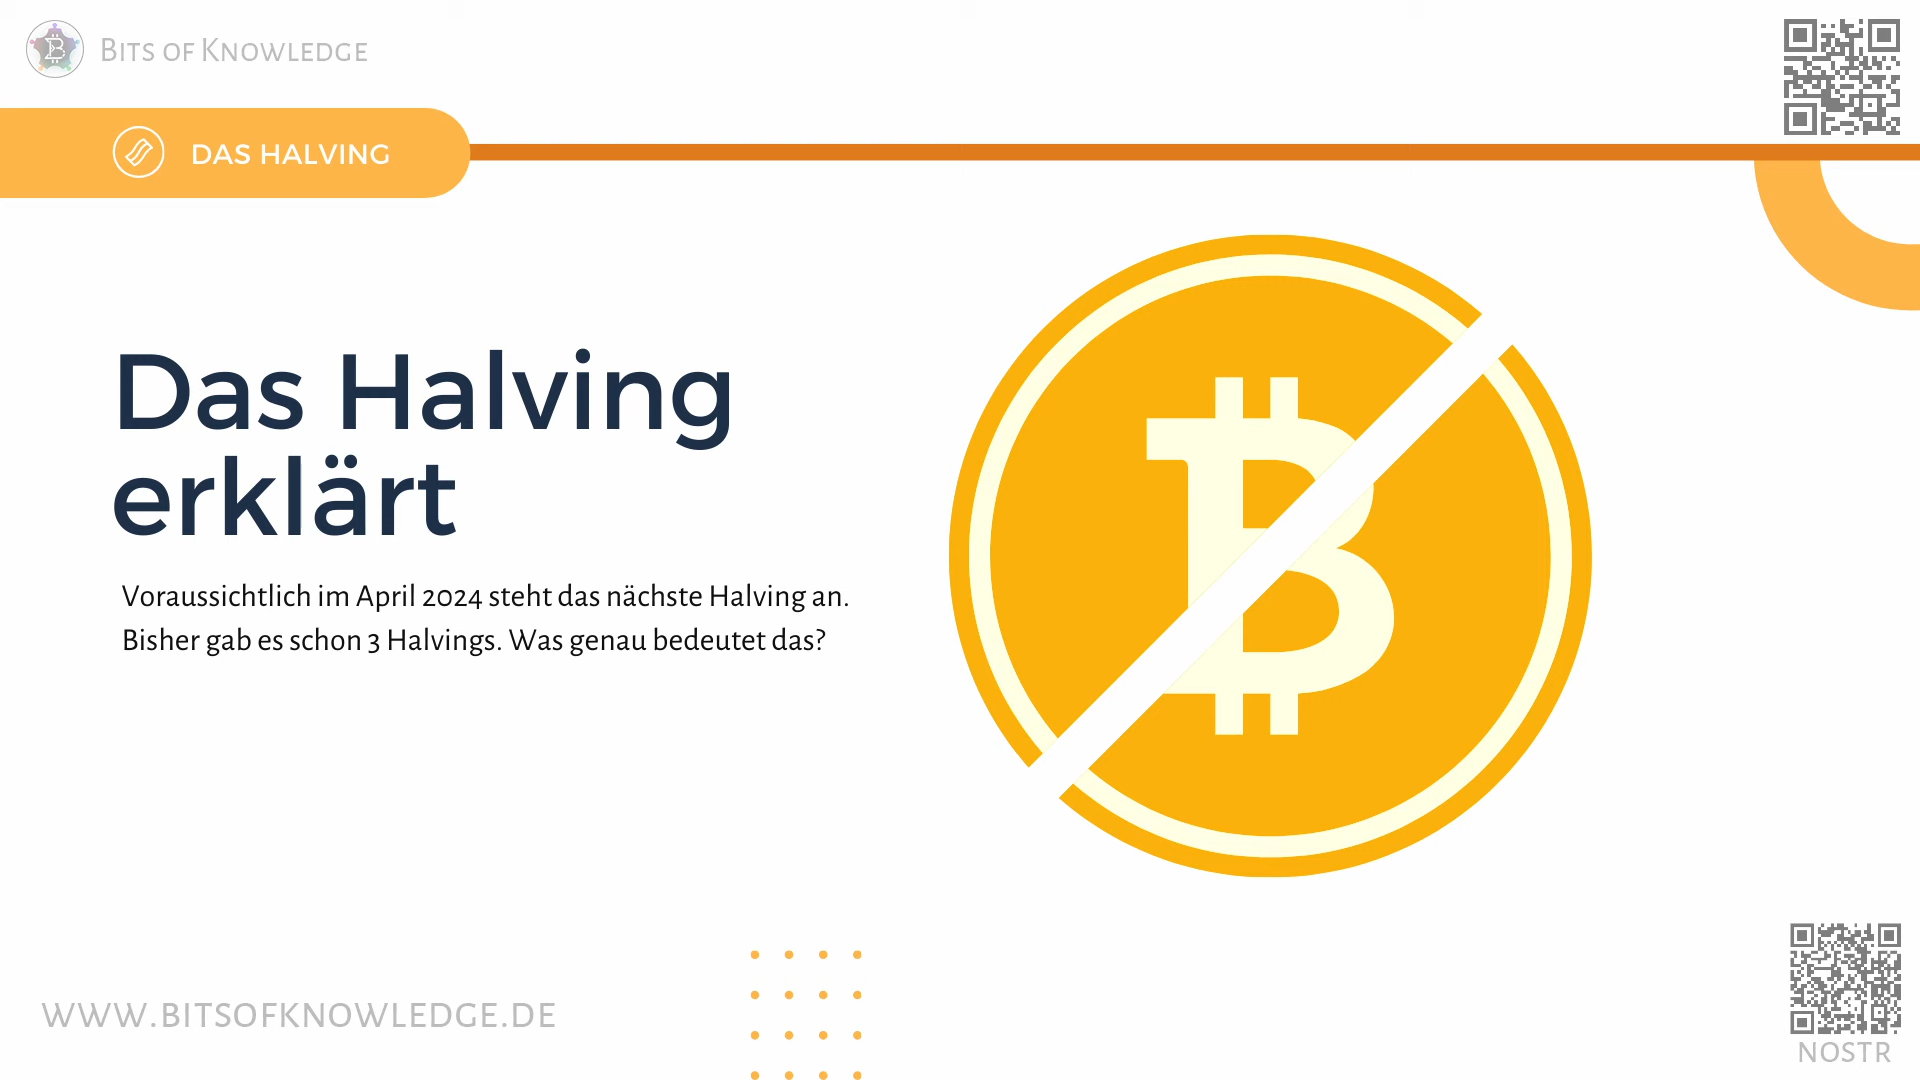 Bits of Knowledge
DAS HALVING
Das Halving
erklärt
Voraussichtlich im April 2024 steht das nächste Halving an.
Bisher gab es schon 3 Halvings. Was genau bedeutet das?
WWW.BITSOFKNOWLEDGE.DE
NOSTR